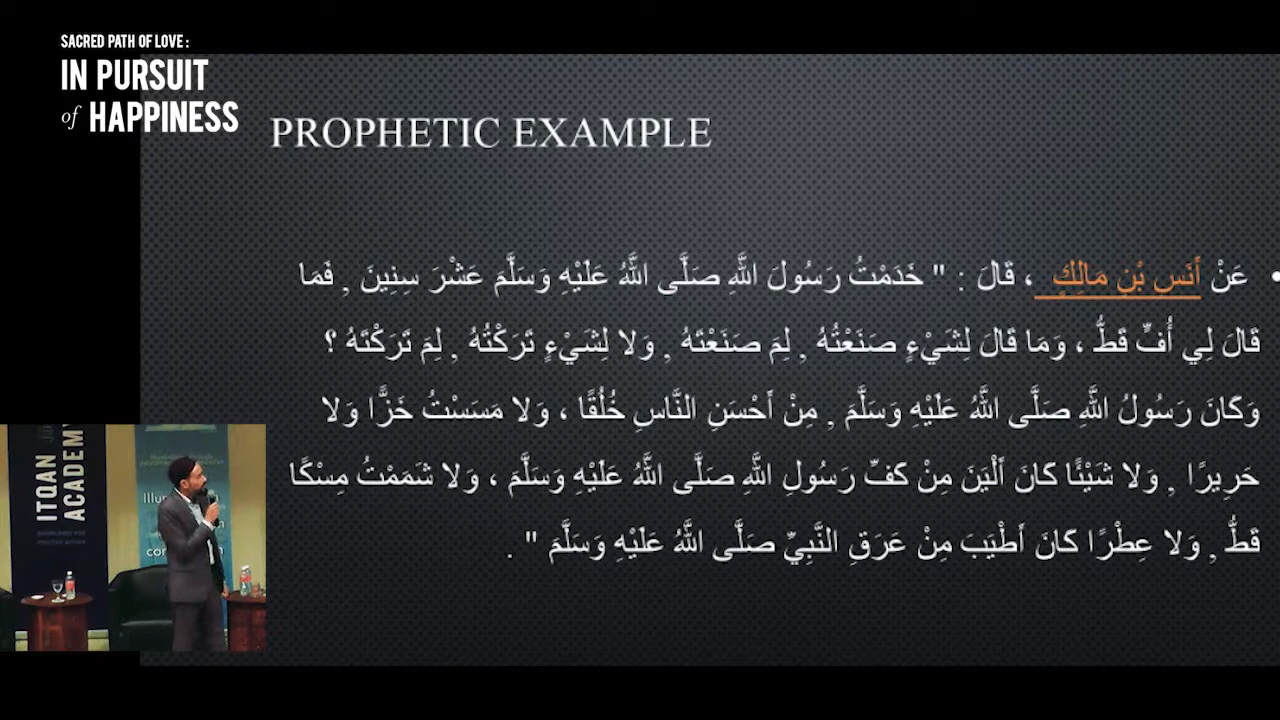 SACRED PATH OF LOVE :
IN PURSUIT
of HAPPINESS
PROPHETIC EXAMPLE
• عَنْ أَنَسِ بْنِ مَالِكٍ ، قَالَ : " خَدَمْتُ رَسُولَ اللَّهِ صَلَّى اللَّهُ عَلَيْهِ وَسَلَّمَ عَشْرَ سِنِينَ , فَمَا
قَالَ لِي أُفٍّ قَطُّ ، وَمَا قَالَ لِشَيْءٍ صَنَعْتُهُ , لِمَ صَنَعْتَهُ , وَلا لِشَيْءٍ تَرَكْتُهُ , لِمَ تَرَكْتَهُ ؟
وَكَانَ رَسُولُ اللَّهِ صَلَّى اللَّهُ عَلَيْهِ وَسَلَّمَ , مِنْ أَحْسَنِ النَّاسِ خُلُقًا ، وَلا مَسَسْتُ خَزًّا وَلا
حَرِيرًا , وَلا شَيْئًا كَانَ أَلْيَنَ مِنْ كَفِّ رَسُولِ اللَّهِ صَلَّى اللَّهُ عَلَيْهِ وَسَلَّمَ ، وَلا شَمَمْتُ مِسْكًا
قَطُّ , وَلا عِطْرًا كَانَ أَطْيَبَ مِنْ عَرَقِ النَّبِيِّ صَلَّى اللَّهُ عَلَيْهِ وَسَلَّمَ " .
ITQAN
ACADEMY